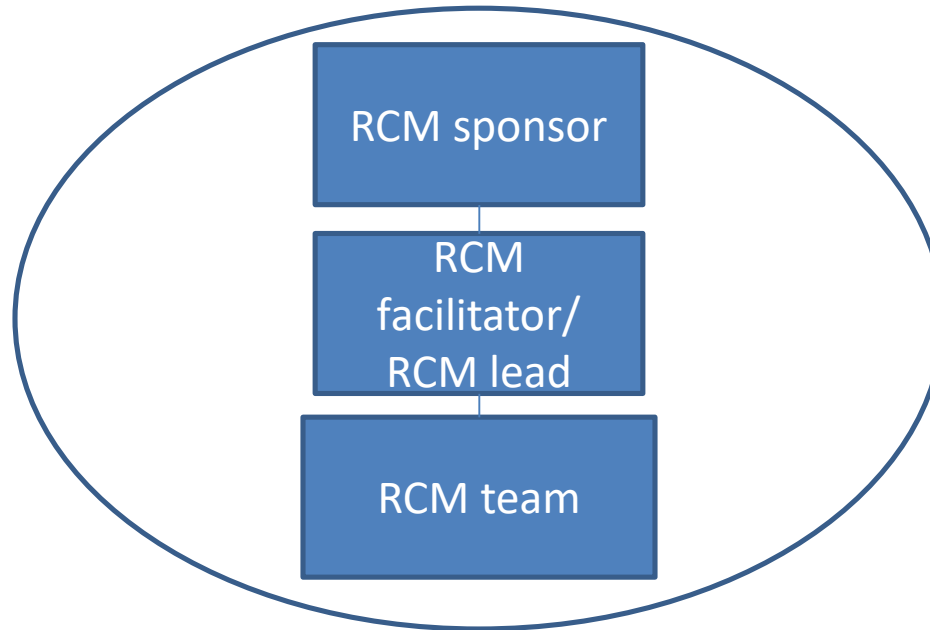 RCM sponsor
RCM
facilitator/
RCM lead
RCM team